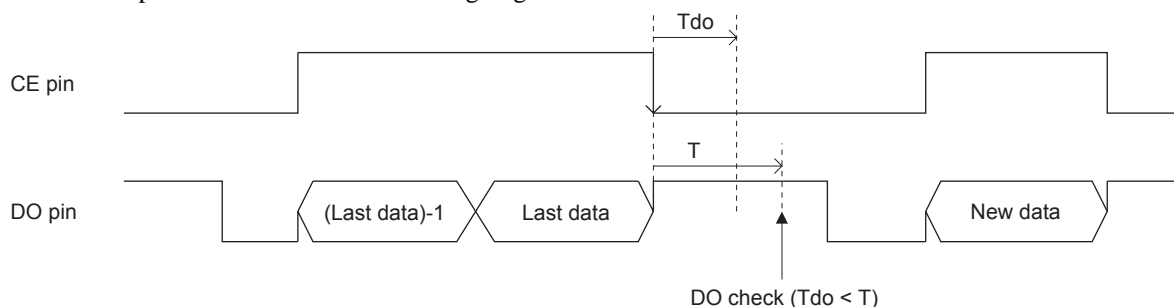 Tdo
CE pin
T
DO pin
(Last data)-1
Last data
New data
DO check (Tdo < T)